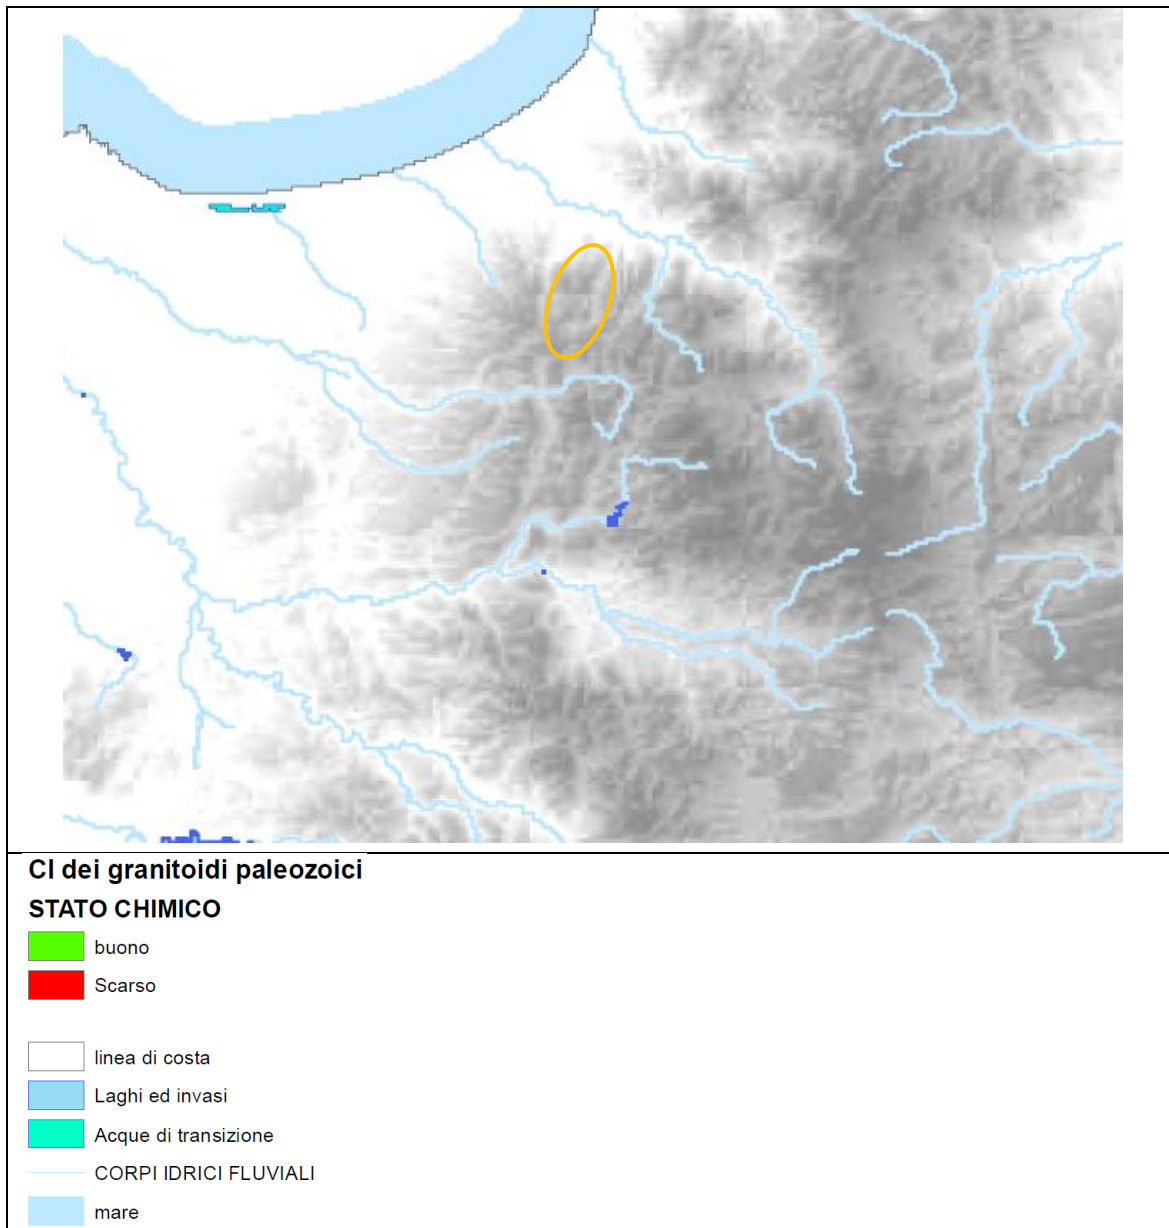 CI dei granitoidi paleozoici
STATO CHIMICO
buono
Scarso
linea di costa
Laghi ed invasi
Acque di transizione
CORPI IDRICI FLUVIALI
mare